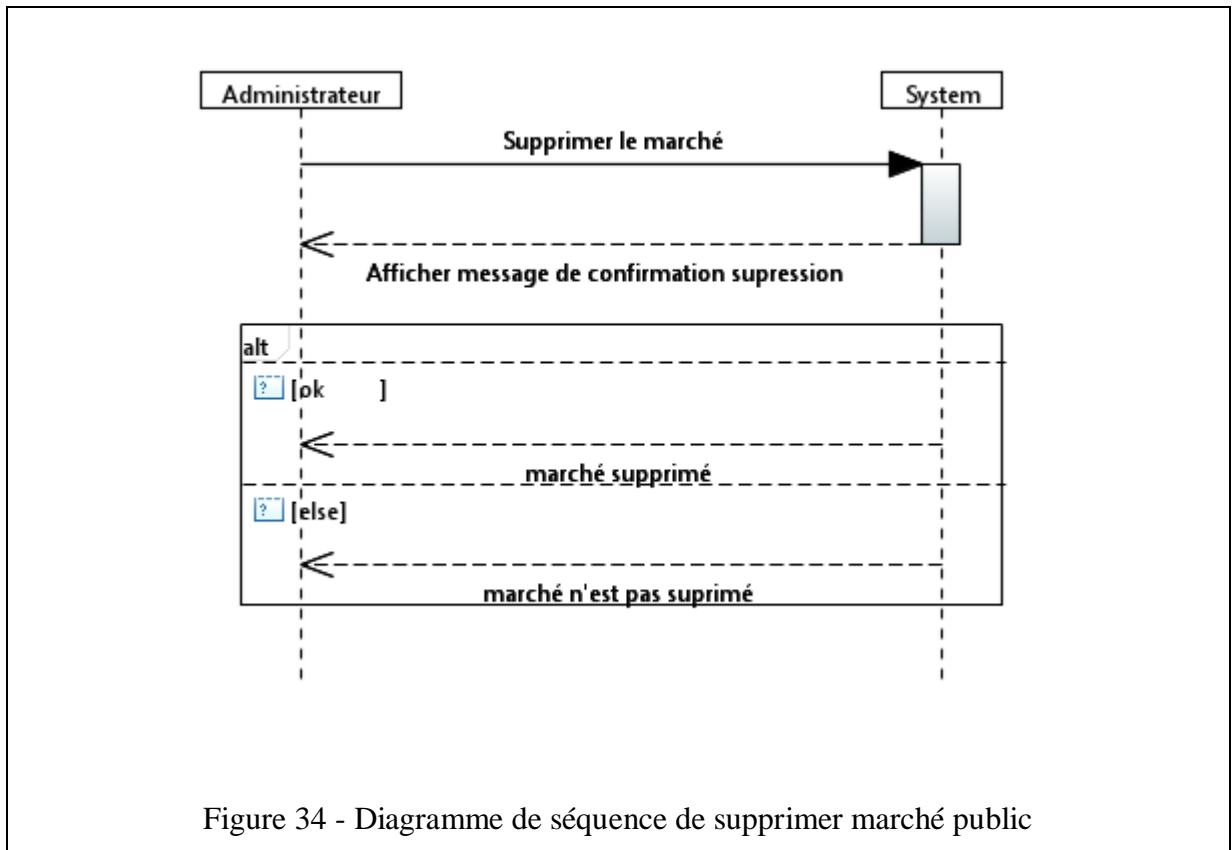 Administrateur
System
Supprimer le marché
Afficher message de confirmation supression
alt
? [ok ]
marché supprimé
? [else]
marché n'est pas suprimé
Figure 34 - Diagramme de séquence de supprimer marché public